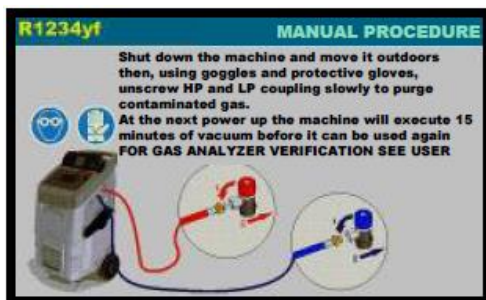 R1234yf MANUAL PROCEDURE
Shut down the machine and move it outdoors
then, using goggles and protective gloves,
unscrew HP and LP coupling slowly to purge
contaminated gas.
At the next power up the machine will execute 15
minutes of vacuum before it can be used again
FOR GAS ANALYZER VERIFICATION SEE USER